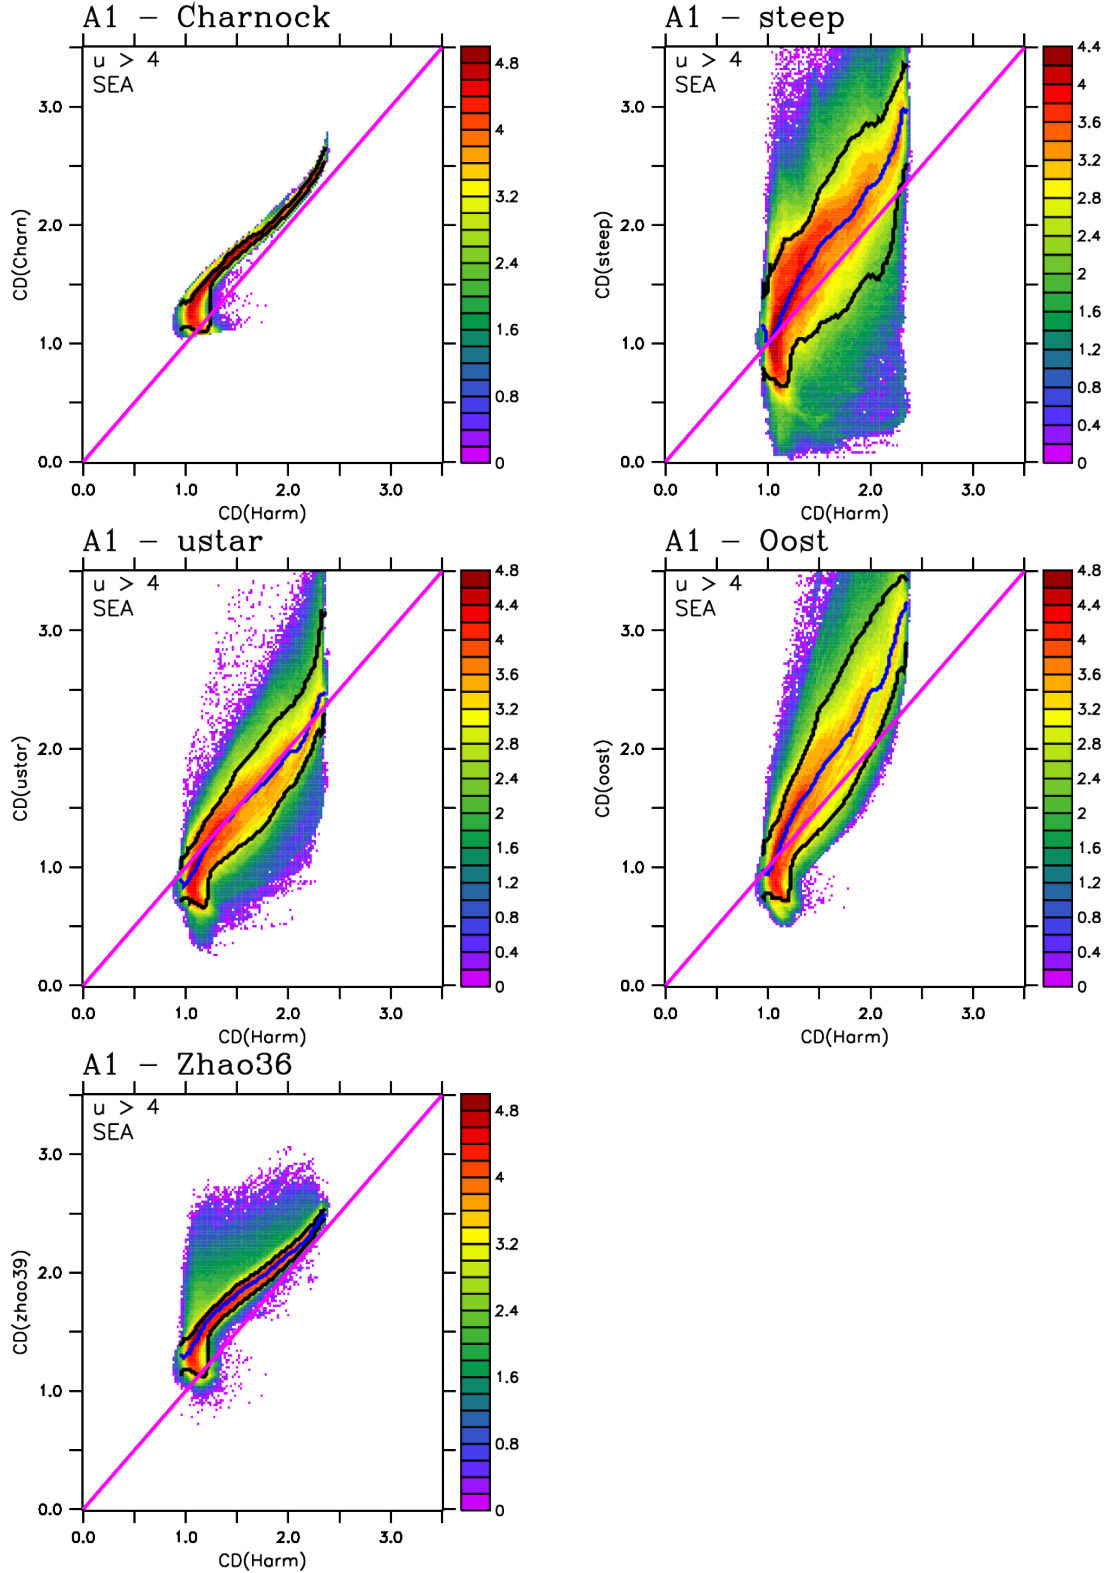 A1 – Charnock
u > 4
SEA
CD(Charn)
3.0
2.0
1.0
0.0
0.0 1.0 2.0 3.0
CD(Harm)
4.8
4
3.2
2.4
1.6
0.8
0
A1 – steep
u > 4
SEA
CD(steep)
3.0
2.0
1.0
0.0
0.0 1.0 2.0 3.0
CD(Harm)
4.4
4
3.6
3.2
2.8
2.4
2
1.6
1.2
0.8
0.4
0
A1 – ustar
u > 4
SEA
CD(ustar)
3.0
2.0
1.0
0.0
0.0 1.0 2.0 3.0
CD(Harm)
4.8
4.4
4
3.6
3.2
2.8
2.4
2
1.6
1.2
0.8
0.4
0
A1 – Oost
u > 4
SEA
CD(oost)
3.0
2.0
1.0
0.0
0.0 1.0 2.0 3.0
CD(Harm)
4.8
4.4
4
3.6
3.2
2.8
2.4
2
1.6
1.2
0.8
0.4
0
A1 – Zhao36
u > 4
SEA
CD(zhao39)
3.0
2.0
1.0
0.0
0.0 1.0 2.0 3.0
CD(Harm)
4.8
4
3.2
2.4
1.6
0.8
0